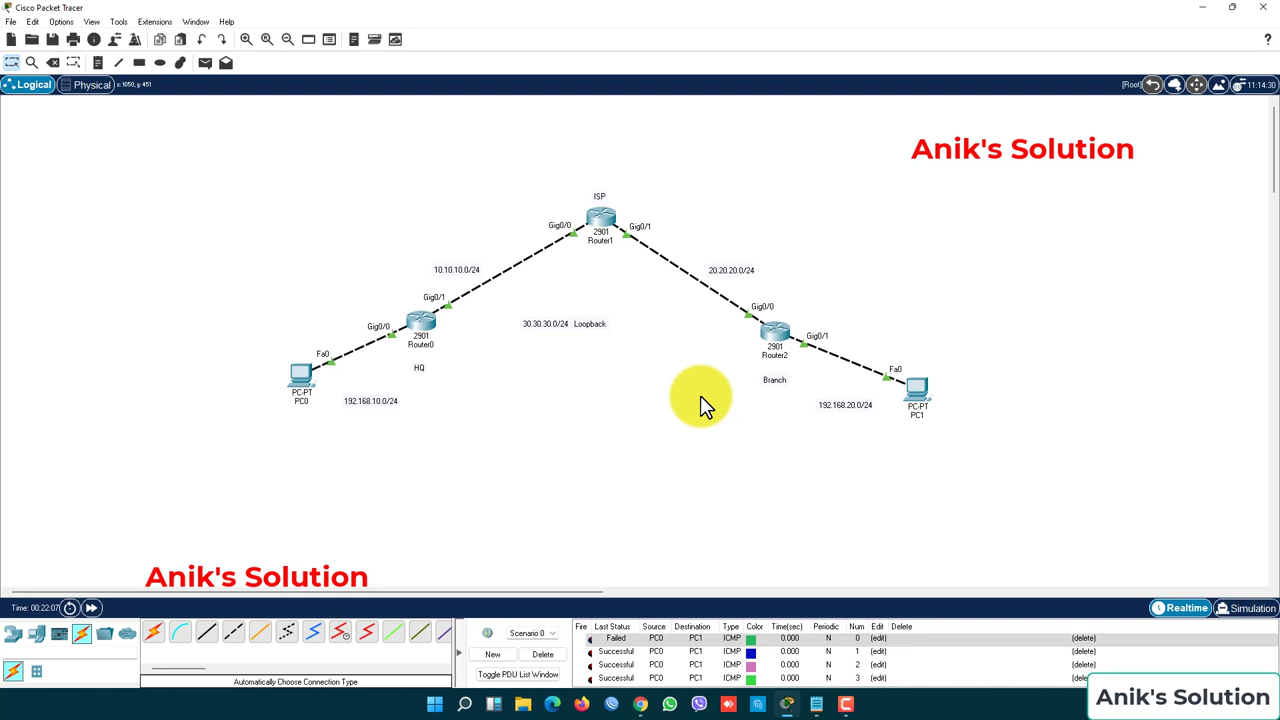 Cisco Packet Tracer
File Edit Options View Tools Extensions Window Help
Logical Physical x: 1050, y: 451 [Root] 11:14:30
Anik's Solution
ISP
Gig0/0 Gig0/1
2901
Router1
10.10.10.0/24 20.20.20.0/24
Gig0/1 Gig0/0
30.30.30.0/24 Loopback
Gig0/0 Gig0/1
2901
Router0
2901
Router2
Fa0 Fa0
HQ Branch
PC-PT
PC0
192.168.10.0/24 192.168.20.0/24
PC-PT
PC1
Anik's Solution
Time: 00:22:07 Realtime Simulation
Scenario 0
New Delete
Toggle PDU List Window
Automatically Choose Connection Type
Fire Last Status Source Destination Type Color Time(sec) Periodic Num Edit Delete
Failed PC0 PC1 ICMP 0.000 N 0 (edit) (delete)
Successful PC0 PC1 ICMP 0.000 N 1 (edit) (delete)
Successful PC0 PC1 ICMP 0.000 N 2 (edit) (delete)
Successful PC0 PC1 ICMP 0.000 N 3 (edit)
Anik's Solution